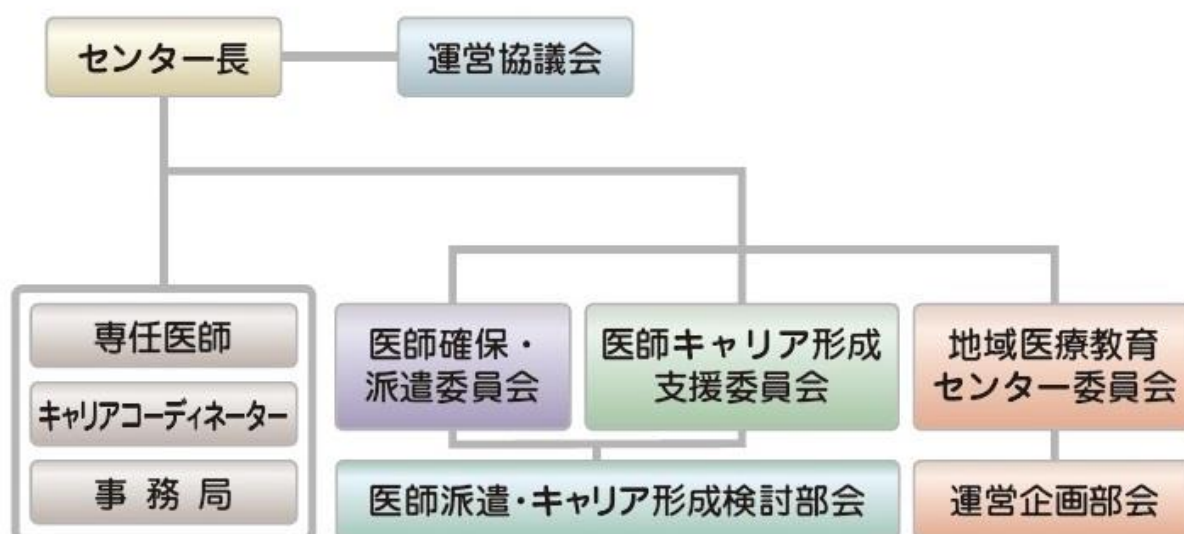 センター長
運営協議会
専任医師
キャリアコーディネーター
事務局
医師確保・
派遣委員会
医師キャリア形成
支援委員会
地域医療教育
センター委員会
医師派遣・キャリア形成検討部会
運営企画部会